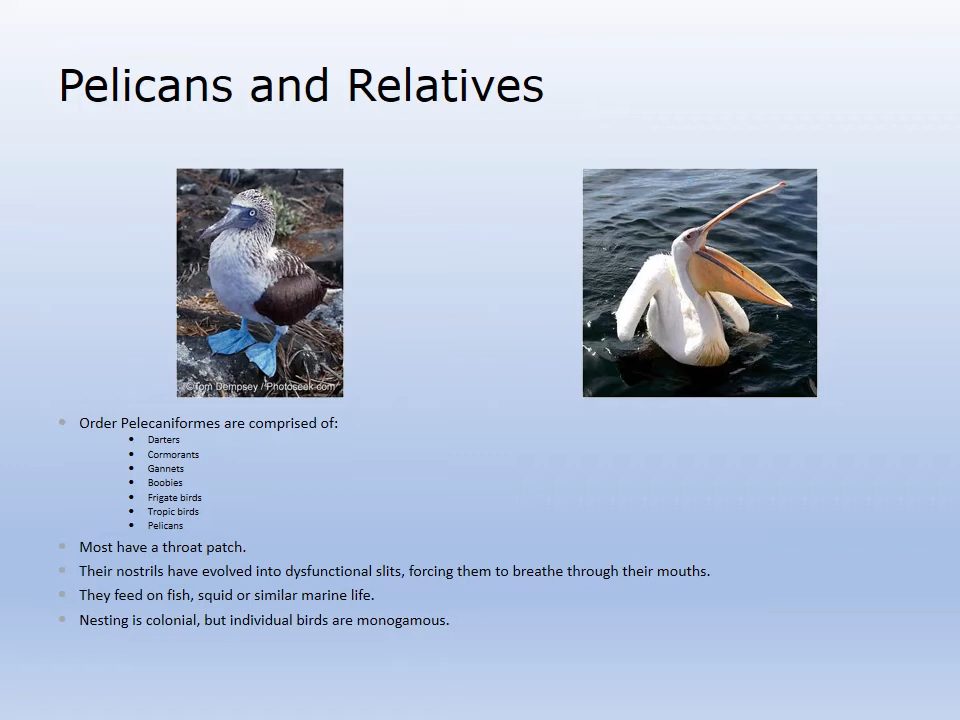 Pelicans and Relatives
©Tom Dempsey / Photoseek.com
• Order Pelecaniformes are comprised of:
• Darters
• Cormorants
• Gannets
• Boobies
• Frigate birds
• Tropic birds
• Pelicans
• Most have a throat patch.
• Their nostrils have evolved into dysfunctional slits, forcing them to breathe through their mouths.
• They feed on fish, squid or similar marine life.
• Nesting is colonial, but individual birds are monogamous.